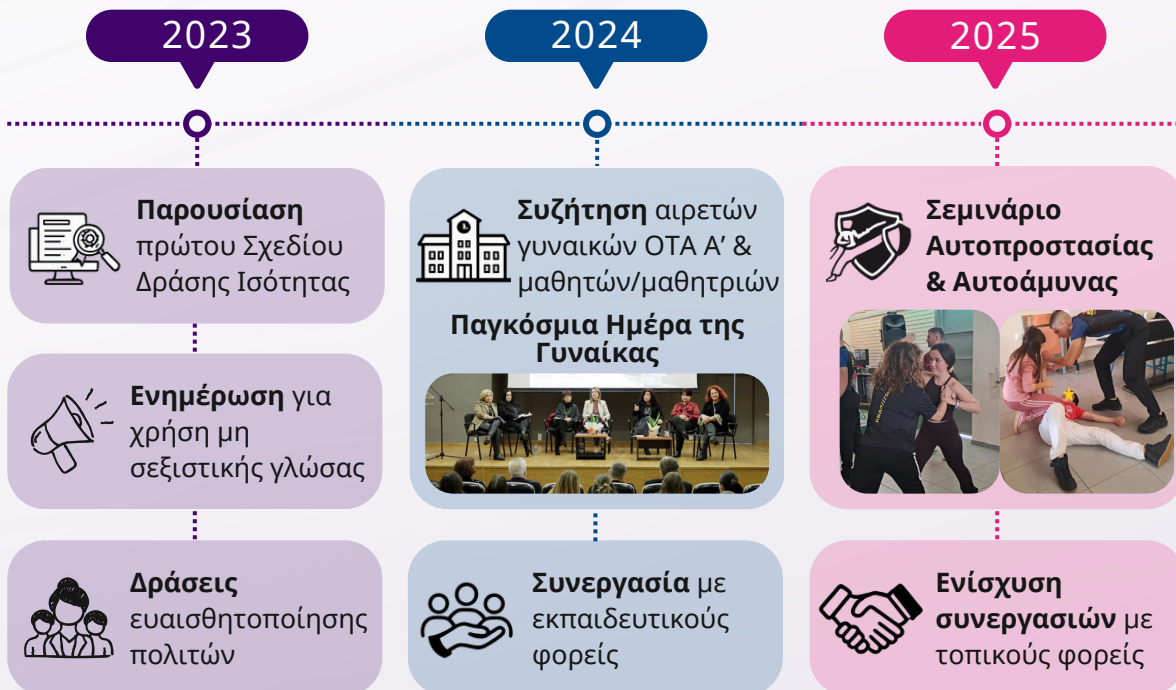 2023
2024
2025
Παρουσίαση
πρώτου Σχεδίου
Δράσης Ισότητας
Ενημέρωση για
χρήση μη
σεξιστικής γλώσας
Δράσεις
ευαισθητοποίησης
πολιτών
Συζήτηση αιρετών
γυναικών ΟΤΑ Α’ &
μαθητών/μαθητριών
Παγκόσμια Ημέρα της
Γυναίκας
Συνεργασία με
εκπαιδευτικούς
φορείς
Σεμινάριο
Αυτοπροστασίας
& Αυτοάμυνας
Ενίσχυση
συνεργασιών με
τοπικούς φορείς